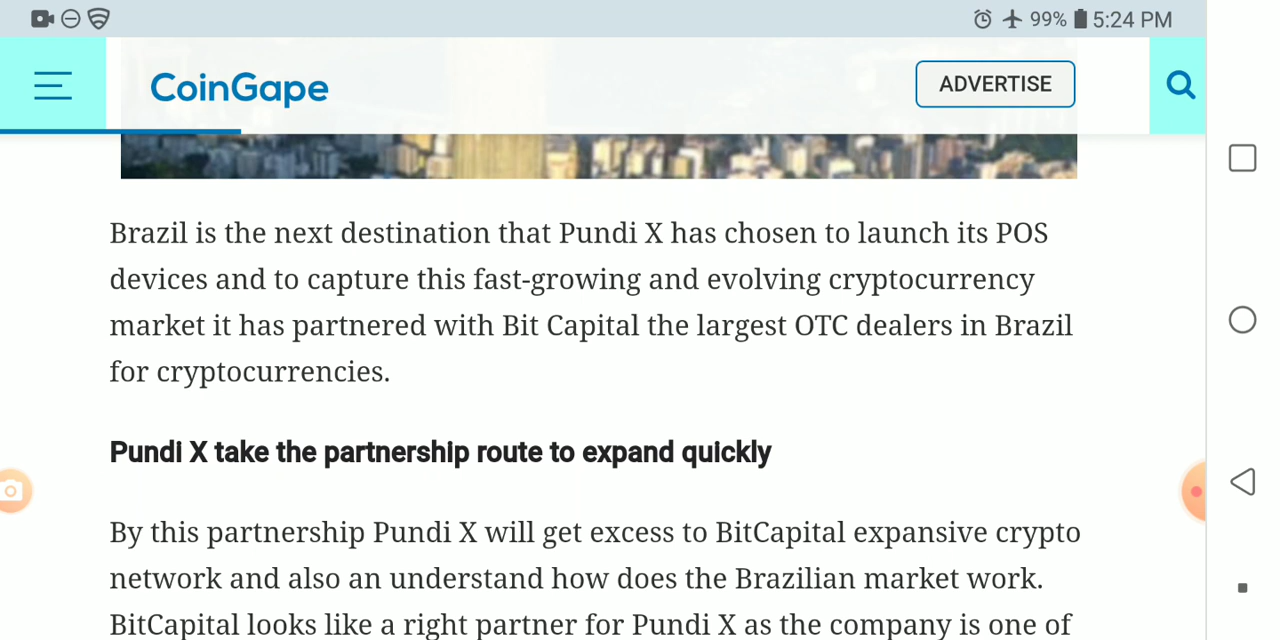 99% 5:24 PM
CoinGape
ADVERTISE
Brazil is the next destination that Pundi X has chosen to launch its POS
devices and to capture this fast-growing and evolving cryptocurrency
market it has partnered with Bit Capital the largest OTC dealers in Brazil
for cryptocurrencies.
Pundi X take the partnership route to expand quickly
By this partnership Pundi X will get excess to BitCapital expansive crypto
network and also an understand how does the Brazilian market work.
BitCapital looks like a right partner for Pundi X as the company is one of